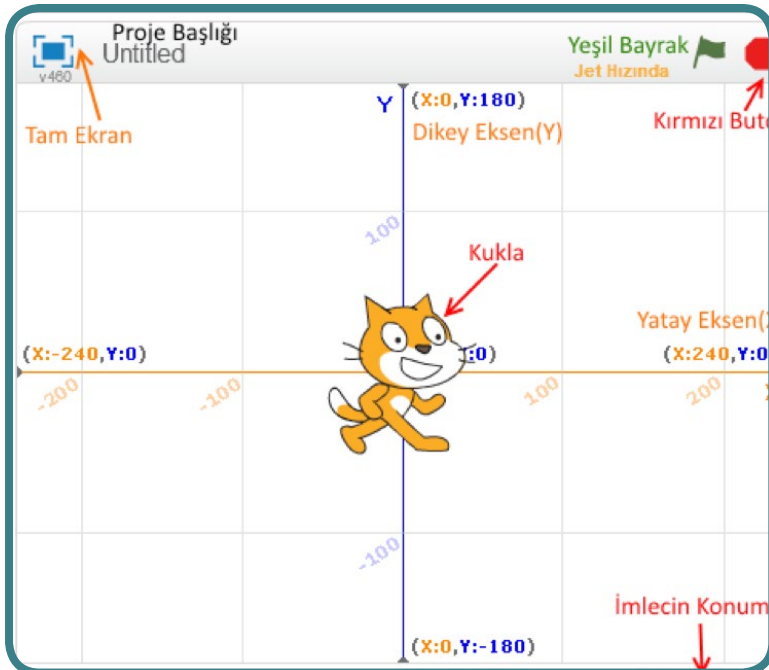 Proje Başlığı
Untitled
v460
Tam Ekran
Yeşil Bayrak
Jet Hızında
Kırmızı
Y
(X:0,Y:180)
Dikey Eksen(Y)
100
Kukla
Yatay Eksen(
(X:-240,Y:0)
:0)
(X:240,Y:0
-200
-100
100
200
-100
İmlecin Konum
(X:0,Y:-180)